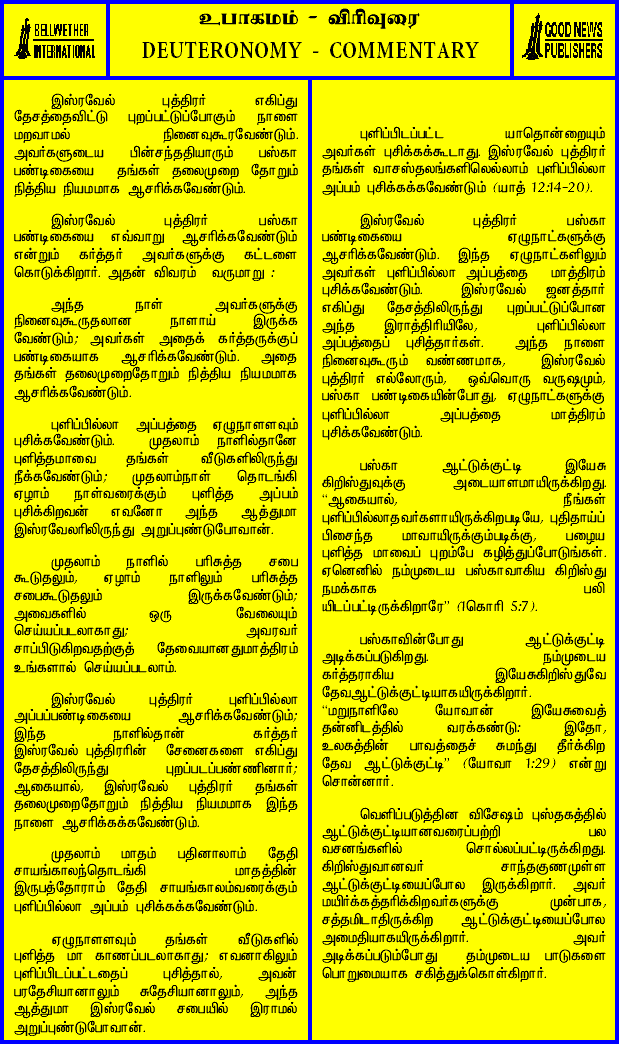 BELLWETHER
INTERNATIONAL
உபாகமம் - விரிவுரை
DEUTERONOMY - COMMENTARY
GOOD NEWS
PUBLISHERS
இஸ்ரவேல் புத்திரர் எகிப்து
தேசத்தைவிட்டு புறப்பட்டுப்போகும் நாளை
மறவாமல் நினைவுகூரவேண்டும்.
அவர்களுடைய பின்சந்ததியாரும் பஸ்கா
பண்டிகையை தங்கள் தலைமுறை தோறும்
நித்திய நியமமாக ஆசரிக்கவேண்டும்.
இஸ்ரவேல் புத்திரர் பஸ்கா
பண்டிகையை எவ்வாறு ஆசரிக்கவேண்டும்
என்றும் கர்த்தர் அவர்களுக்கு கட்டளை
கொடுக்கிறார். அதன் விவரம் வருமாறு :
அந்த நாள் அவர்களுக்கு
நினைவுகூருதலான நாளாய் இருக்க
வேண்டும்; அவர்கள் அதைக் கர்த்தருக்குப்
பண்டிகையாக ஆசரிக்கவேண்டும். அதை
தங்கள் தலைமுறைதோறும் நித்திய நியமமாக
ஆசரிக்கவேண்டும்.
புளிப்பில்லா அப்பத்தை ஏழுநாளளவும்
புசிக்கவேண்டும். முதலாம் நாளில்தானே
புளித்தமாவை தங்கள் வீடுகளிலிருந்து
நீக்கவேண்டும்; முதலாம்நாள் தொடங்கி
ஏழாம் நாள்வரைக்கும் புளித்த அப்பம்
புசிக்கிறவன் எவனோ அந்த ஆத்துமா
இஸ்ரவேலரிலிருந்து அறுப்புண்டுபோவான்.
முதலாம் நாளில் பரிசுத்த சபை
கூடுதலும், ஏழாம் நாளிலும் பரிசுத்த
சபைகூடுதலும் இருக்கவேண்டும்;
அவைகளில் ஒரு வேலையும்
செய்யப்படலாகாது; அவரவர்
சாப்பிடுகிறவதற்குத் தேவையானதுமாத்திரம்
உங்களால் செய்யப்படலாம்.
இஸ்ரவேல் புத்திரர் புளிப்பில்லா
அப்பப்பண்டிகையை ஆசரிக்கவேண்டும்;
இந்த நாளில்தான் கர்த்தர்
இஸ்ரவேல் புத்திரரின் சேனைகளை எகிப்து
தேசத்திலிருந்து புறப்படப்பண்ணினார்;
ஆகையால், இஸ்ரவேல் புத்திரர் தங்கள்
தலைமுறைதோறும் நித்திய நியமமாக இந்த
நாளை ஆசரிக்கக்கவேண்டும்.
முதலாம் மாதம் பதினாலாம் தேதி
சாயங்காலந்தொடங்கி மாதத்தின்
இருபத்தோராம் தேதி சாயங்காலம்வரைக்கும்
புளிப்பில்லா அப்பம் புசிக்கக்கவேண்டும்.
ஏழுநாளளவும் தங்கள் வீடுகளில்
புளித்த மா காணப்படலாகாது; எவனாகிலும்
புளிப்பிடப்பட்டதைப் புசித்தால், அவன்
பரதேசியானாலும் சுதேசியானாலும், அந்த
ஆத்துமா இஸ்ரவேல் சபையில் இராமல்
அறுப்புண்டுபோவான்.
புளிப்பிடப்பட்ட யாதொன்றையும்
அவர்கள் புசிக்கக்கூடாது. இஸ்ரவேல் புத்திரர்
தங்கள் வாசஸ்தலங்களிலெல்லாம் புளிப்பில்லா
அப்பம் புசிக்கக்வேண்டும் (யாத் 12:14-20).
இஸ்ரவேல் புத்திரர் பஸ்கா
பண்டிகையை ஏழுநாட்களுக்கு
ஆசரிக்கவேண்டும். இந்த ஏழுநாட்களிலும்
அவர்கள் புளிப்பில்லா அப்பத்தை மாத்திரம்
புசிக்கவேண்டும். இஸ்ரவேல் ஜனத்தார்
எகிப்து தேசத்திலிருந்து புறப்பட்டுப்போன
அந்த இராத்திரியிலே, புளிப்பில்லா
அப்பத்தைப் புசித்தார்கள். அந்த நாளை
நினைவுகூரும் வண்ணமாக, இஸ்ரவேல்
புத்திரர் எல்லோரும், ஒவ்வொரு வருஷமும்,
பஸ்கா பண்டிகையின்போது, ஏழுநாட்களுக்கு
புளிப்பில்லா அப்பத்தை மாத்திரம்
புசிக்கவேண்டும்.
பஸ்கா ஆட்டுக்குட்டி இயேசு
கிறிஸ்துவுக்கு அடையாளமாயிருக்கிறது.
“ஆகையால், நீங்கள்
புளிப்பில்லாதவர்களாயிருக்கிறபடியே, புதிதாய்ப்
பிசைந்த மாவாயிருக்கும்படிக்கு, பழைய
புளித்த மாவைப் புறம்பே கழித்துப்போடுங்கள்.
ஏனெனில் நம்முடைய பஸ்காவாகிய கிறிஸ்து
நமக்காக பலி
யிடப்பட்டிருக்கிறாரே” (1கொரி 5:7).
பஸ்காவின்போது ஆட்டுக்குட்டி
அடிக்கப்படுகிறது. நம்முடைய
கர்த்தராகிய இயேசுகிறிஸ்துவே
தேவஆட்டுக்குட்டியாகயிருக்கிறார்.
“மறுநாளிலே யோவான் இயேசுவைத்
தன்னிடத்தில் வரக்கண்டு: இதோ,
உலகத்தின் பாவத்தைச் சுமந்து தீர்க்கிற
தேவ ஆட்டுக்குட்டி” (யோவா 1:29) என்று
சொன்னார்.
வெளிப்படுத்தின விசேஷம் புஸ்தகத்தில்
ஆட்டுக்குட்டியானவரைப்பற்றி பல
வசனங்களில் சொல்லப்பட்டிருக்கிறது.
கிறிஸ்துவானவர் சாந்தகுணமுள்ள
ஆட்டுக்குட்டியைப்போல இருக்கிறார். அவர்
மயிர்க்கத்தரிக்கிறவர்களுக்கு முன்பாக,
சத்தமிடாதிருக்கிற ஆட்டுக்குட்டியைப்போல
அமைதியாகயிருக்கிறார். அவர்
அடிக்கப்படும்போது தம்முடைய பாடுகளை
பொறுமையாக சகித்துக்கொள்கிறார்.